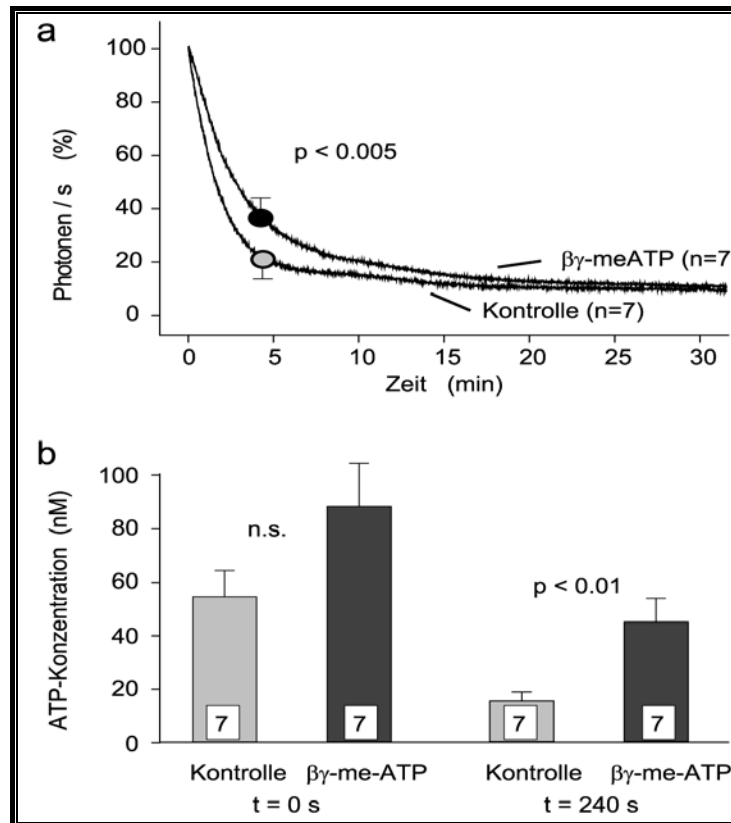 a
100
80
60
40
20
0
Photonen / s (%)
p < 0.005
βγ-meATP (n=7
Kontrolle (n=7)
0 5 10 15 20 25 30
Zeit (min)
b
100
80
60
40
20
0
ATP-Konzentration (nM)
n.s.
p < 0.01
7 7 7 7
Kontrolle βγ-me-ATP Kontrolle βγ-me-ATP
t = 0 s t = 240 s